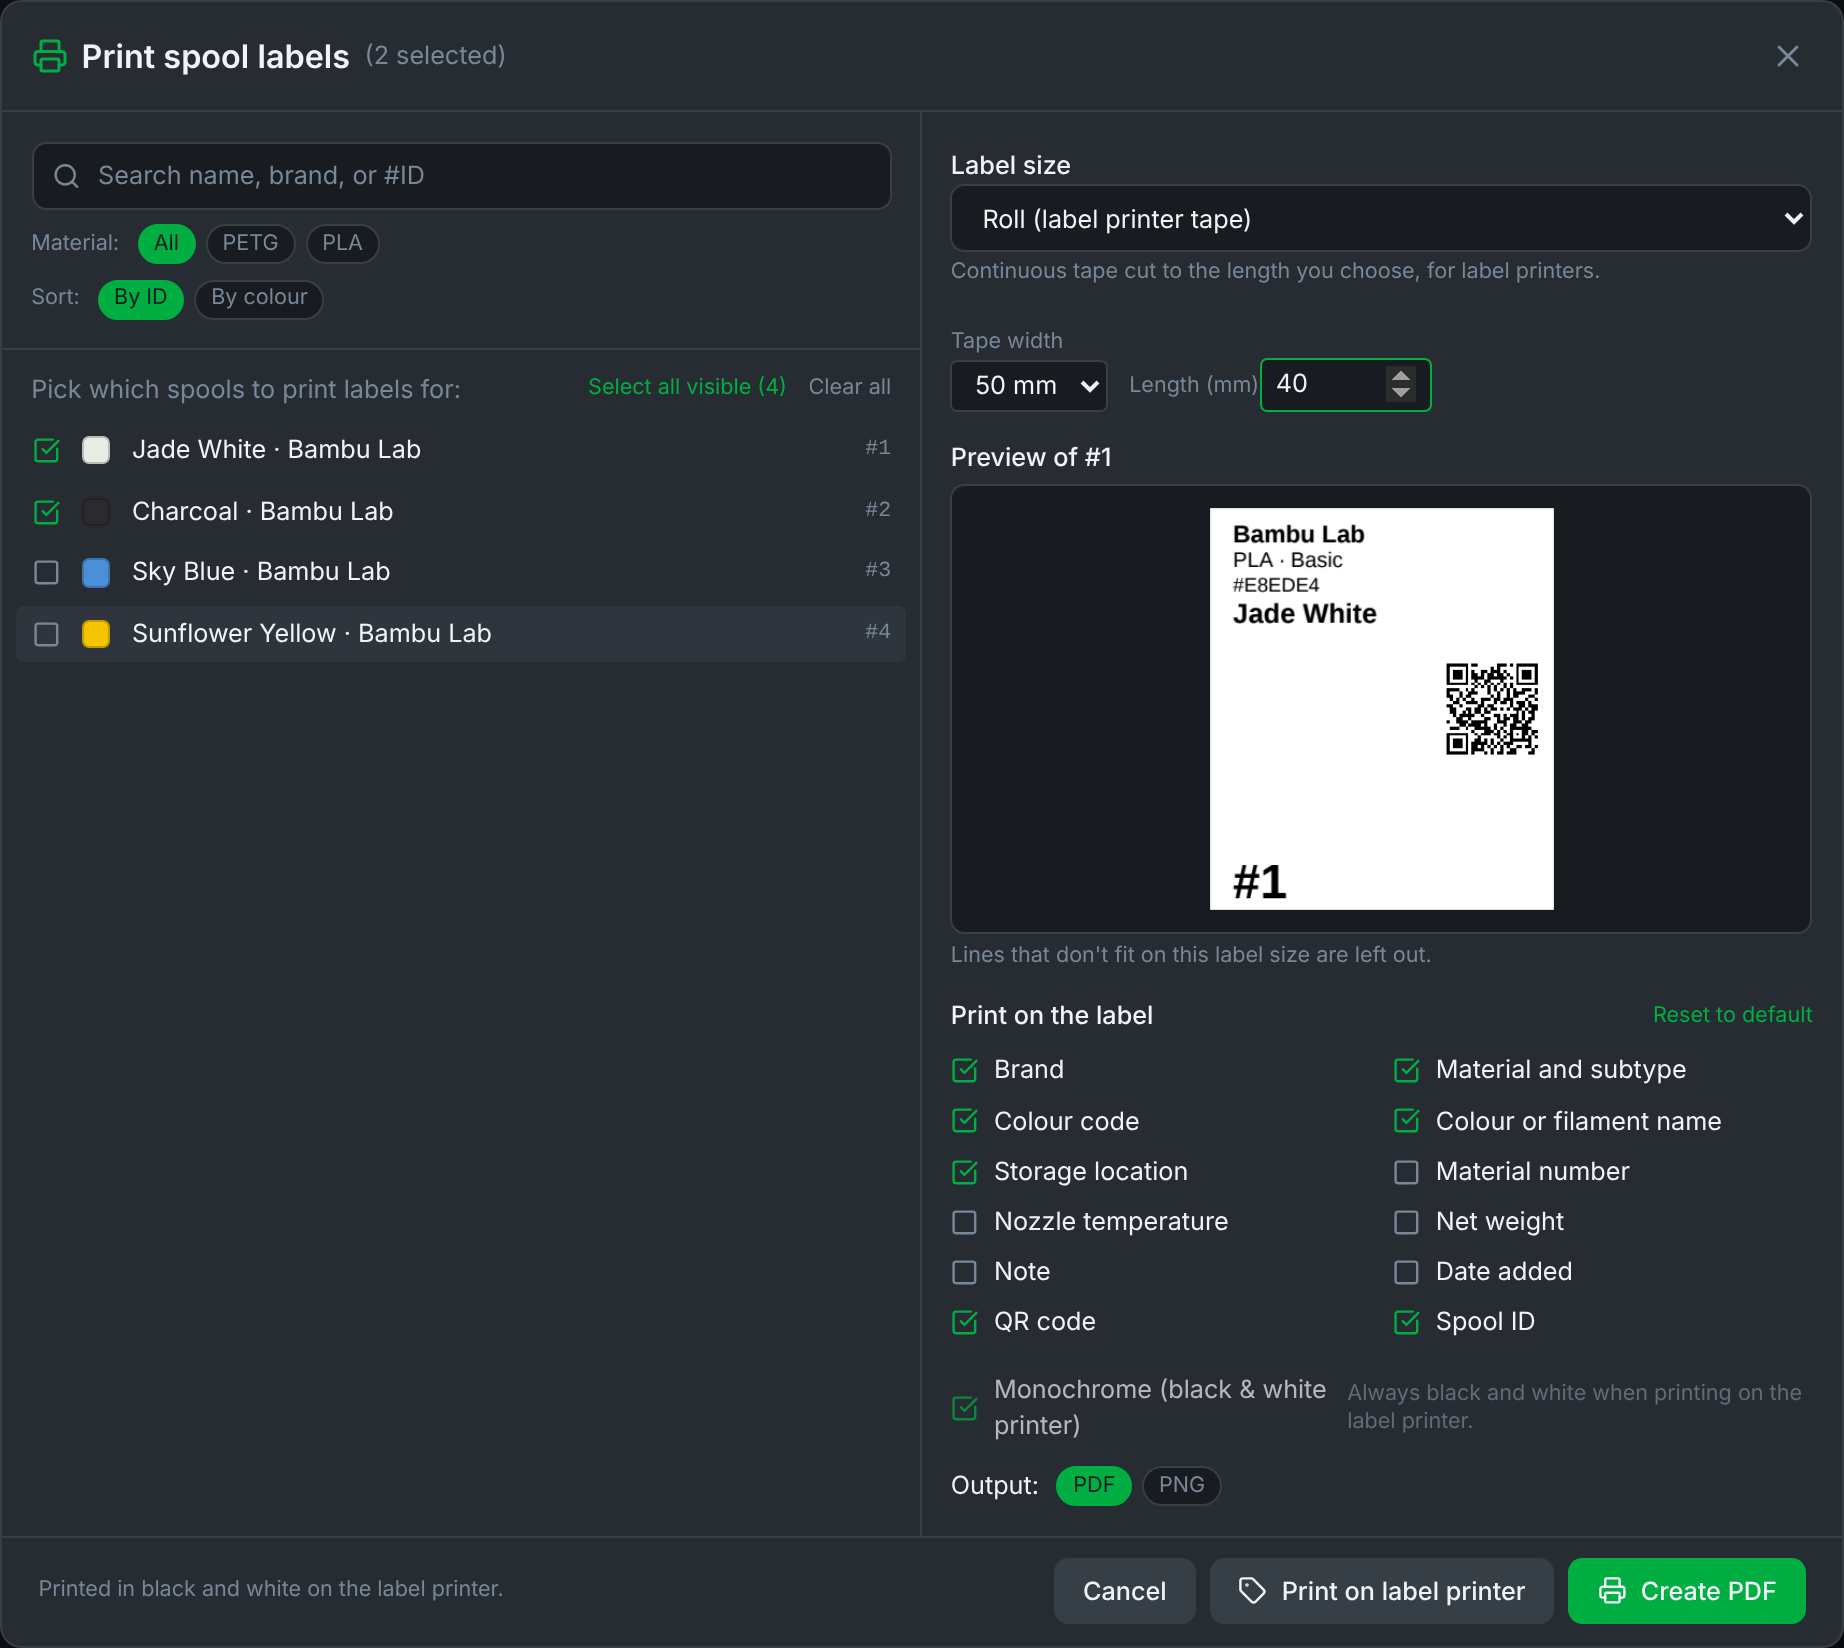 Print spool labels (2 selected)
Search name, brand, or #ID
Material: All PETG PLA
Sort: By ID By colour
Pick which spools to print labels for: Select all visible (4) Clear all
Jade White · Bambu Lab #1
Charcoal · Bambu Lab #2
Sky Blue · Bambu Lab #3
Sunflower Yellow · Bambu Lab #4
Label size
Roll (label printer tape)
Continuous tape cut to the length you choose, for label printers.
Tape width
50 mm Length (mm) 40
Preview of #1
Bambu Lab
PLA · Basic
#E8EDE4
Jade White
#1
Lines that don't fit on this label size are left out.
Print on the label Reset to default
Brand Material and subtype
Colour code Colour or filament name
Storage location Material number
Nozzle temperature Net weight
Note Date added
QR code Spool ID
Monochrome (black & white
printer)
Always black and white when printing on the
label printer.
Output: PDF PNG
Printed in black and white on the label printer.
Cancel Print on label printer Create PDF